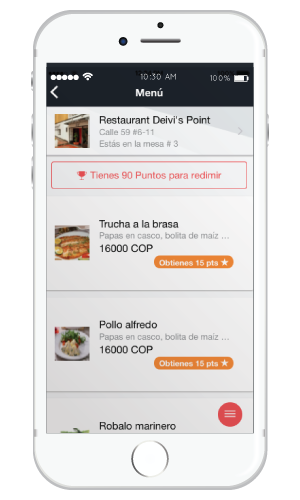 10:30 AM
100%
Menú
Restaurant Deivi's Point
Calle 59 #6-11
Estás en la mesa # 3
Tienes 90 Puntos para redimir
Trucha a la brasa
Papas en casco, bolita de maíz ...
16000 COP
Obtienes 15 pts
Pollo alfredo
Papas en casco, bolita de maíz ...
16000 COP
Obtienes 15 pts
Robalo marinero